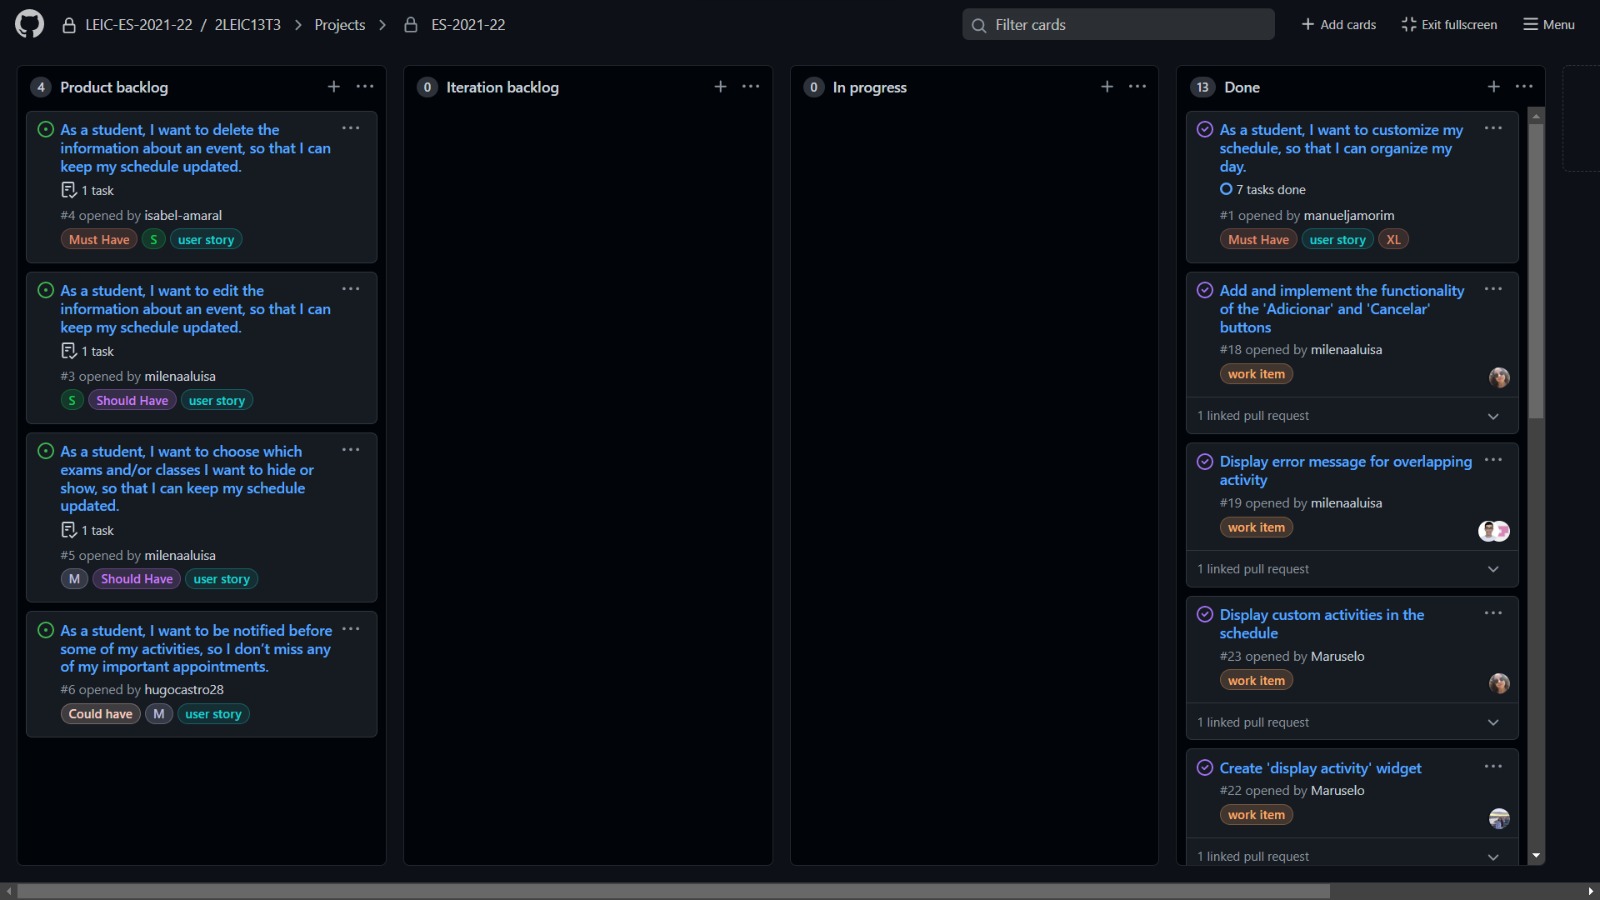 LEIC-ES-2021-22 / 2LEIC13T3 > Projects > ES-2021-22
Filter cards
+ Add cards
Exit fullscreen
Menu
4 Product backlog
As a student, I want to delete the
information about an event, so that I can
keep my schedule updated.
1 task
#4 opened by isabel-amaral
Must Have S user story
As a student, I want to edit the
information about an event, so that I can
keep my schedule updated.
1 task
#3 opened by milenaaluisa
S Should Have user story
As a student, I want to choose which
exams and/or classes I want to hide or
show, so that I can keep my schedule
updated.
1 task
#5 opened by milenaaluisa
M Should Have user story
As a student, I want to be notified before
some of my activities, so I don't miss any
of my important appointments.
#6 opened by hugocastro28
Could have M user story
0 Iteration backlog
0 In progress
13 Done
As a student, I want to customize my
schedule, so that I can organize my
day.
7 tasks done
#1 opened by manueljamorim
Must Have user story XL
Add and implement the functionality
of the 'Adicionar' and 'Cancelar'
buttons
#18 opened by milenaaluisa
work item
1 linked pull request
Display error message for overlapping
activity
#19 opened by milenaaluisa
work item
1 linked pull request
Display custom activities in the
schedule
#23 opened by Maruselo
work item
1 linked pull request
Create 'display activity' widget
#22 opened by Maruselo
work item
1 linked pull request